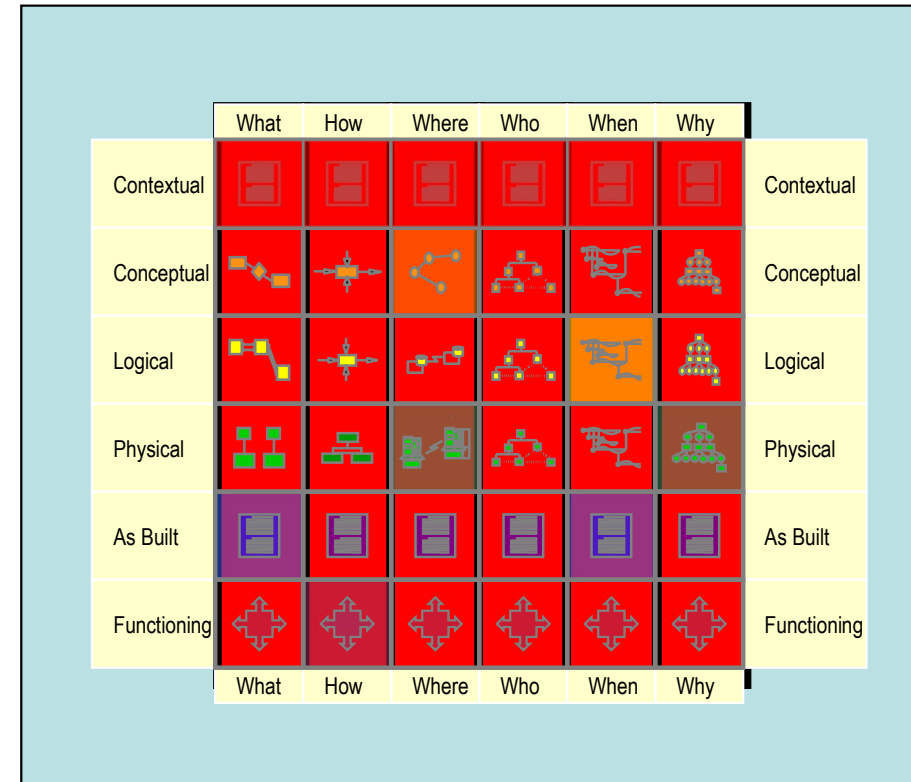 What How Where Who When Why
Contextual Contextual
Conceptual Conceptual
Logical Logical
Physical Physical
As Built As Built
Functioning Functioning
What How Where Who When Why